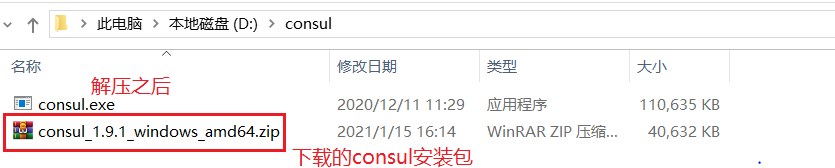 此电脑 > 本地磁盘 (D:) > consul
名称 修改日期 类型 大小
解压之后
consul.exe 2020/12/11 11:29 应用程序 110,635 KB
consul_1.9.1_windows_amd64.zip 2021/1/15 16:14 WinRAR ZIP 压缩... 40,632 KB
下载的consul安装包